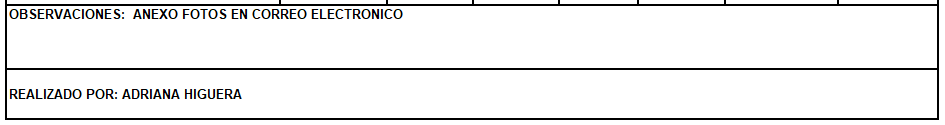 OBSERVACIONES:  ANEXO FOTOS EN CORREO ELECTRONICO
REALIZADO POR: ADRIANA HIGUERA